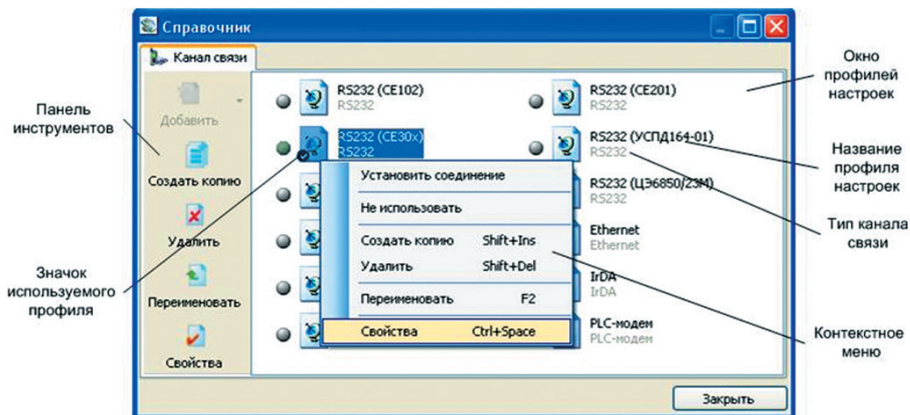 Справочник
Канал связи
Добавить
Создать копию
Удалить
Переименовать
Свойства
RS232 (CE102)
RS232
RS232 (CE201)
RS232
RS232 (CE30x)
RS232
RS232 (УСПД164-01)
RS232
RS232 (ЦЭ6850/23М)
RS232
Ethernet
Ethernet
IrDA
IrDA
PLC-модем
PLC-модем
Установить соединение
Не использовать
Создать копию Shift+Ins
Удалить Shift+Del
Переименовать F2
Свойства Ctrl+Space
Закрыть
Панель
инструментов
Значок
используемого
профиля
Окно
профилей
настроек
Название
профиля
настроек
Тип канала
связи
Контекстное
меню